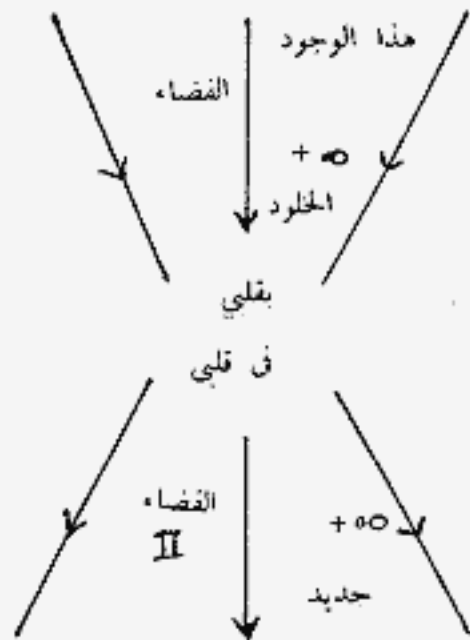 هذا الوجود
الفضاء
+ ∞
الخلود
بقلبي
في قلبي
الفضاء
II
+ ∞
جديد